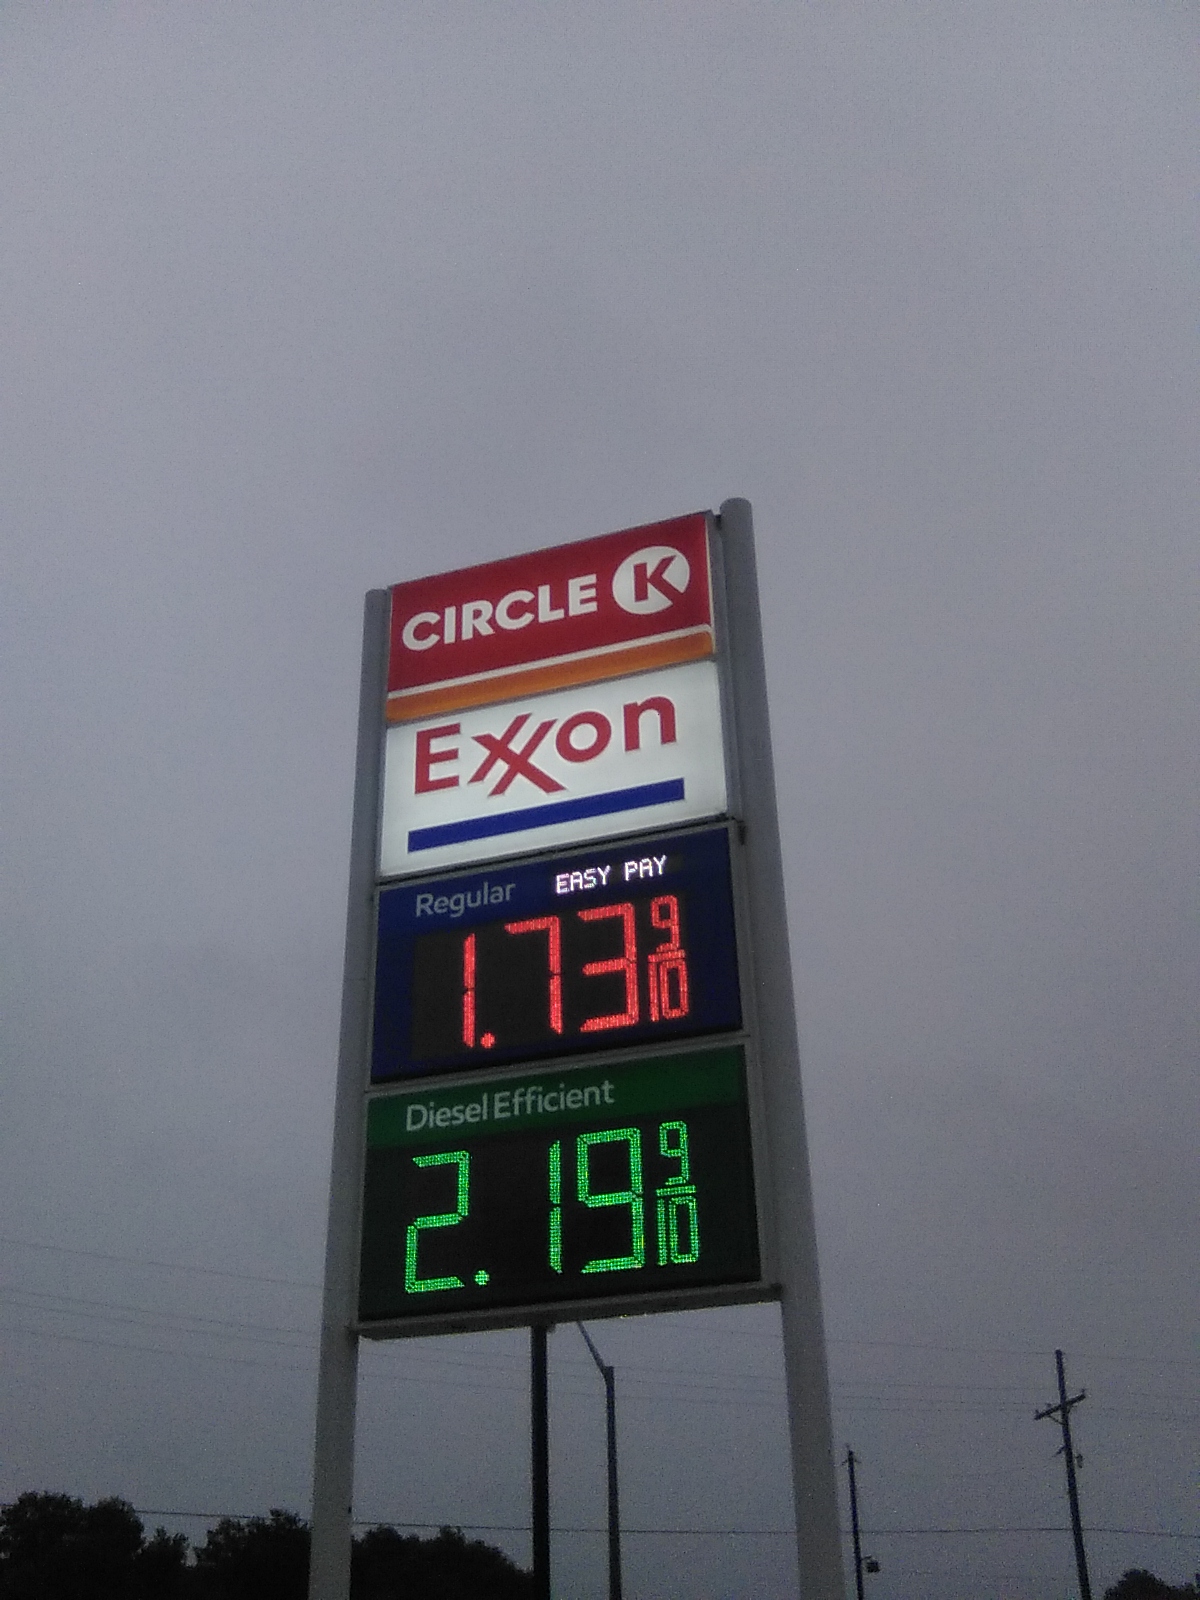 CIRCLE K
Exxon
Regular EASY PAY
1.73 9/10
Diesel Efficient
2.19 9/10